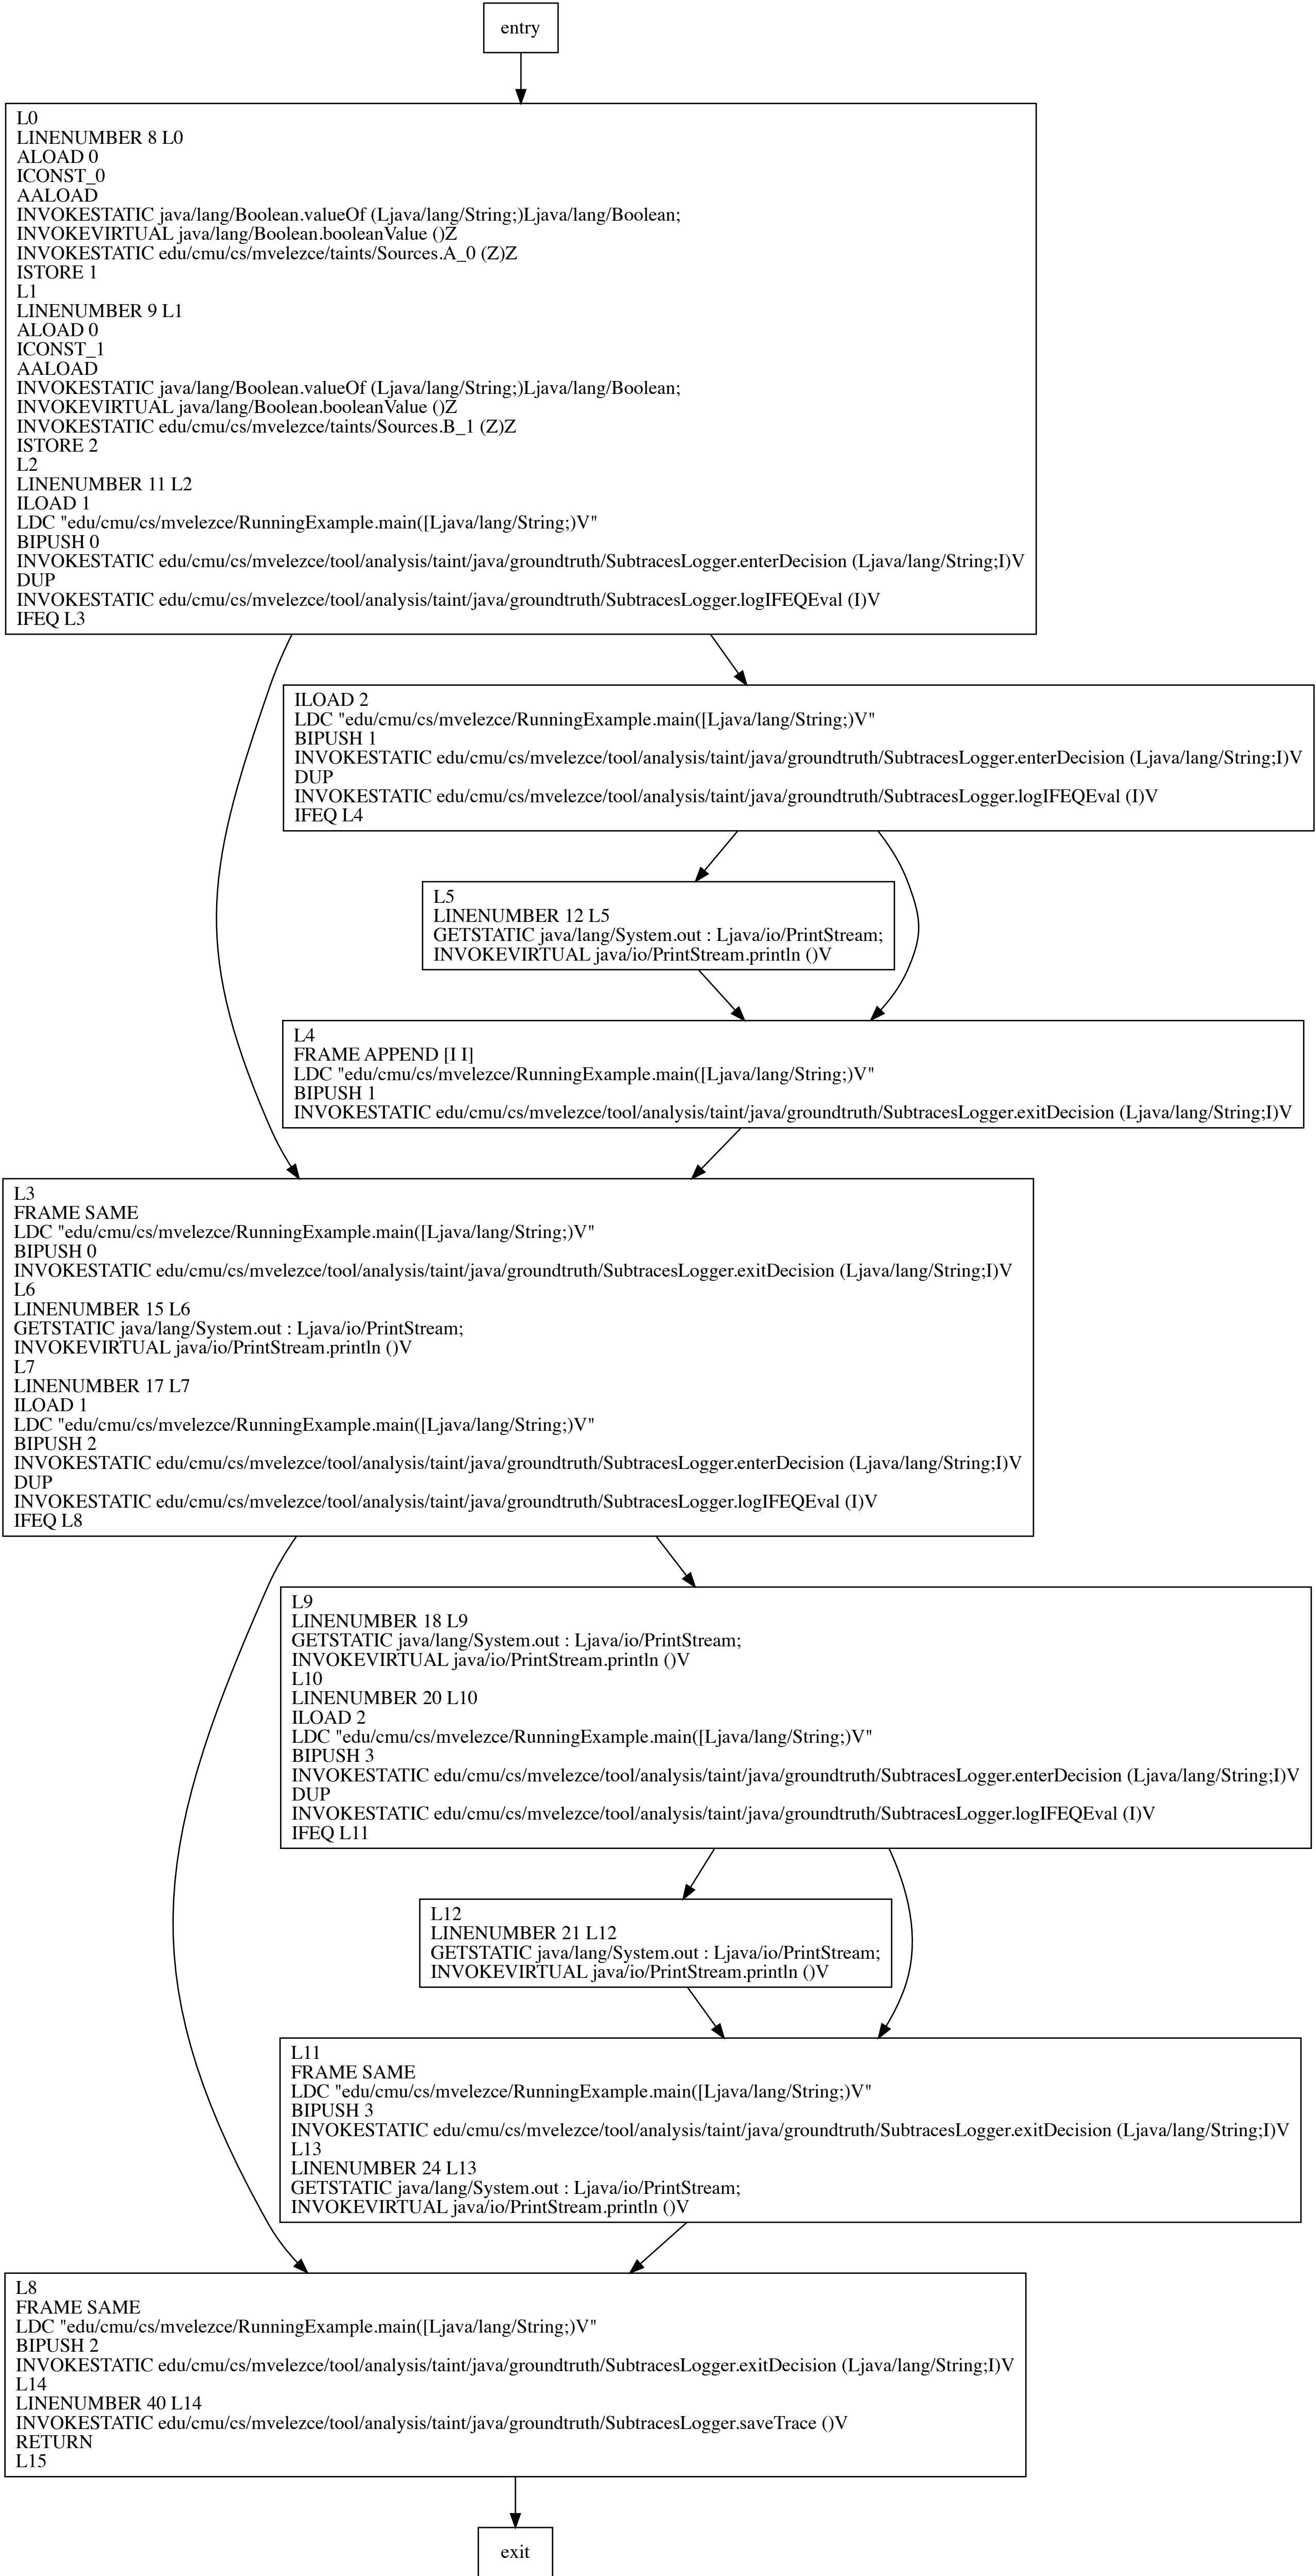 entry
L0
LINENUMBER 8 L0
ALOAD 0
ICONST_0
AALOAD
INVOKESTATIC java/lang/Boolean.valueOf (Ljava/lang/String;)Ljava/lang/Boolean;
INVOKEVIRTUAL java/lang/Boolean.booleanValue ()Z
INVOKESTATIC edu/cmu/cs/mvelezce/taints/Sources.A_0 (Z)Z
ISTORE 1
L1
LINENUMBER 9 L1
ALOAD 0
ICONST_1
AALOAD
INVOKESTATIC java/lang/Boolean.valueOf (Ljava/lang/String;)Ljava/lang/Boolean;
INVOKEVIRTUAL java/lang/Boolean.booleanValue ()Z
INVOKESTATIC edu/cmu/cs/mvelezce/taints/Sources.B_1 (Z)Z
ISTORE 2
L2
LINENUMBER 11 L2
ILOAD 1
LDC "edu/cmu/cs/mvelezce/RunningExample.main([Ljava/lang/String;)V"
BIPUSH 0
INVOKESTATIC edu/cmu/cs/mvelezce/tool/analysis/taint/java/groundtruth/SubtracesLogger.enterDecision (Ljava/lang/String;I)V
DUP
INVOKESTATIC edu/cmu/cs/mvelezce/tool/analysis/taint/java/groundtruth/SubtracesLogger.logIFEQEval (I)V
IFEQ L3
ILOAD 2
LDC "edu/cmu/cs/mvelezce/RunningExample.main([Ljava/lang/String;)V"
BIPUSH 1
INVOKESTATIC edu/cmu/cs/mvelezce/tool/analysis/taint/java/groundtruth/SubtracesLogger.enterDecision (Ljava/lang/String;I)V
DUP
INVOKESTATIC edu/cmu/cs/mvelezce/tool/analysis/taint/java/groundtruth/SubtracesLogger.logIFEQEval (I)V
IFEQ L4
L5
LINENUMBER 12 L5
GETSTATIC java/lang/System.out : Ljava/io/PrintStream;
INVOKEVIRTUAL java/io/PrintStream.println ()V
L4
FRAME APPEND [I I]
LDC "edu/cmu/cs/mvelezce/RunningExample.main([Ljava/lang/String;)V"
BIPUSH 1
INVOKESTATIC edu/cmu/cs/mvelezce/tool/analysis/taint/java/groundtruth/SubtracesLogger.exitDecision (Ljava/lang/String;I)V
L3
FRAME SAME
LDC "edu/cmu/cs/mvelezce/RunningExample.main([Ljava/lang/String;)V"
BIPUSH 0
INVOKESTATIC edu/cmu/cs/mvelezce/tool/analysis/taint/java/groundtruth/SubtracesLogger.exitDecision (Ljava/lang/String;I)V
L6
LINENUMBER 15 L6
GETSTATIC java/lang/System.out : Ljava/io/PrintStream;
INVOKEVIRTUAL java/io/PrintStream.println ()V
L7
LINENUMBER 17 L7
ILOAD 1
LDC "edu/cmu/cs/mvelezce/RunningExample.main([Ljava/lang/String;)V"
BIPUSH 2
INVOKESTATIC edu/cmu/cs/mvelezce/tool/analysis/taint/java/groundtruth/SubtracesLogger.enterDecision (Ljava/lang/String;I)V
DUP
INVOKESTATIC edu/cmu/cs/mvelezce/tool/analysis/taint/java/groundtruth/SubtracesLogger.logIFEQEval (I)V
IFEQ L8
L9
LINENUMBER 18 L9
GETSTATIC java/lang/System.out : Ljava/io/PrintStream;
INVOKEVIRTUAL java/io/PrintStream.println ()V
L10
LINENUMBER 20 L10
ILOAD 2
LDC "edu/cmu/cs/mvelezce/RunningExample.main([Ljava/lang/String;)V"
BIPUSH 3
INVOKESTATIC edu/cmu/cs/mvelezce/tool/analysis/taint/java/groundtruth/SubtracesLogger.enterDecision (Ljava/lang/String;I)V
DUP
INVOKESTATIC edu/cmu/cs/mvelezce/tool/analysis/taint/java/groundtruth/SubtracesLogger.logIFEQEval (I)V
IFEQ L11
L12
LINENUMBER 21 L12
GETSTATIC java/lang/System.out : Ljava/io/PrintStream;
INVOKEVIRTUAL java/io/PrintStream.println ()V
L11
FRAME SAME
LDC "edu/cmu/cs/mvelezce/RunningExample.main([Ljava/lang/String;)V"
BIPUSH 3
INVOKESTATIC edu/cmu/cs/mvelezce/tool/analysis/taint/java/groundtruth/SubtracesLogger.exitDecision (Ljava/lang/String;I)V
L13
LINENUMBER 24 L13
GETSTATIC java/lang/System.out : Ljava/io/PrintStream;
INVOKEVIRTUAL java/io/PrintStream.println ()V
L8
FRAME SAME
LDC "edu/cmu/cs/mvelezce/RunningExample.main([Ljava/lang/String;)V"
BIPUSH 2
INVOKESTATIC edu/cmu/cs/mvelezce/tool/analysis/taint/java/groundtruth/SubtracesLogger.exitDecision (Ljava/lang/String;I)V
L14
LINENUMBER 40 L14
INVOKESTATIC edu/cmu/cs/mvelezce/tool/analysis/taint/java/groundtruth/SubtracesLogger.saveTrace ()V
RETURN
L15
exit